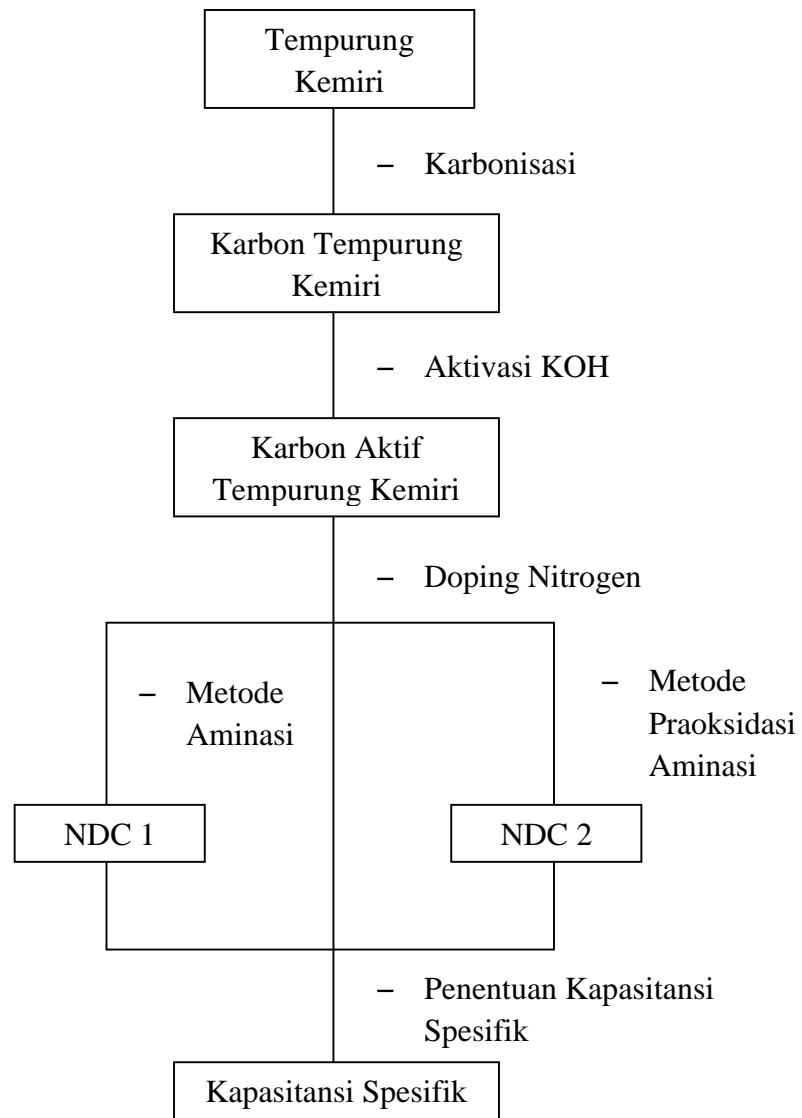 Tempurung
Kemiri
– Karbonisasi
Karbon Tempurung
Kemiri
– Aktivasi KOH
Karbon Aktif
Tempurung Kemiri
– Doping Nitrogen
– Metode
Aminasi
– Metode
Praoksidasi
Aminasi
NDC 1
NDC 2
– Penentuan Kapasitansi
Spesifik
Kapasitansi Spesifik